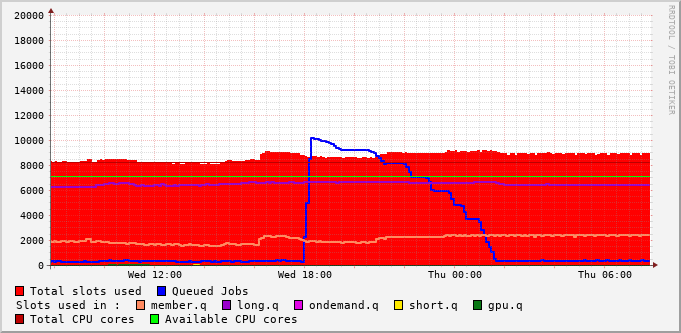 20000
18000
16000
14000
12000
10000
8000
6000
4000
2000
0
Wed 12:00 Wed 18:00 Thu 00:00 Thu 06:00
RRDTOOL / TOBI OETIKER
Total slots used Queued Jobs
Slots used in : member.q long.q ondemand.q short.q gpu.q
Total CPU cores Available CPU cores